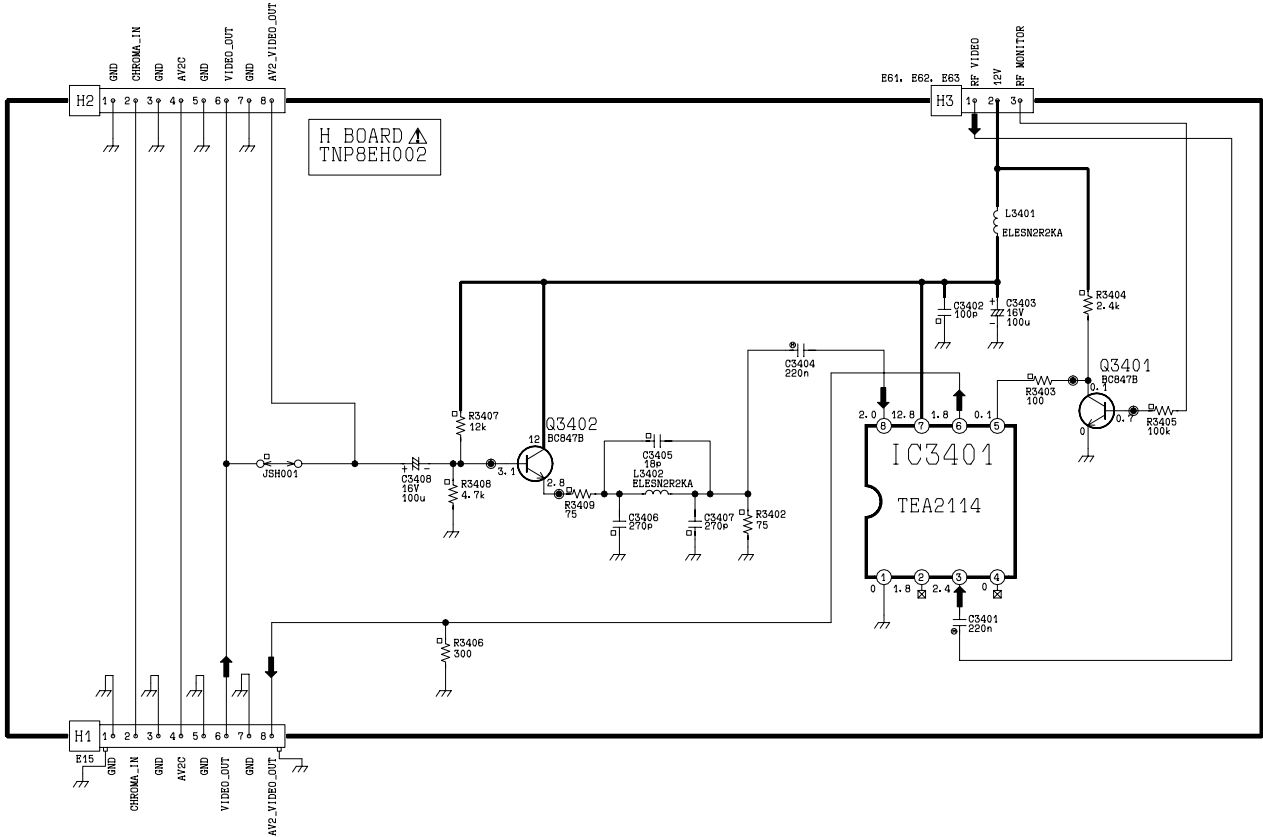 GND
CHROMA_IN
GND
AV2C
GND
VIDEO_OUT
GND
AV2_VIDEO_OUT
H2
1 2 3 4 5 6 7 8
H BOARD
TNP8EH002
RF VIDEO
12V
RF MONITOR
E61. E62. E63
H3
1 2 3
L3401
ELESN2R2KA
C3402
100p
+
-
C3403
16V
100u
R3404
2.4k
C3404
220n
Q3401
BC847B
0.1
0.7
0
R3403
100
R3405
100k
2.0 12.8 1.8 0.1
8 7 6 5
IC3401
TEA2114
1 2 3 4
0 1.8 2.4 0
C3401
220n
R3407
12k
Q3402
BC847B
12
3.1
2.8
JSH001
+ -
C3408
16V
100u
R3408
4.7k
C3405
18p
L3402
ELESN2R2KA
R3409
75
C3406
270p
C3407
270p
R3402
75
R3406
300
H1
1 2 3 4 5 6 7 8
E15
GND
CHROMA_IN
GND
AV2C
GND
VIDEO_OUT
GND
AV2_VIDEO_OUT